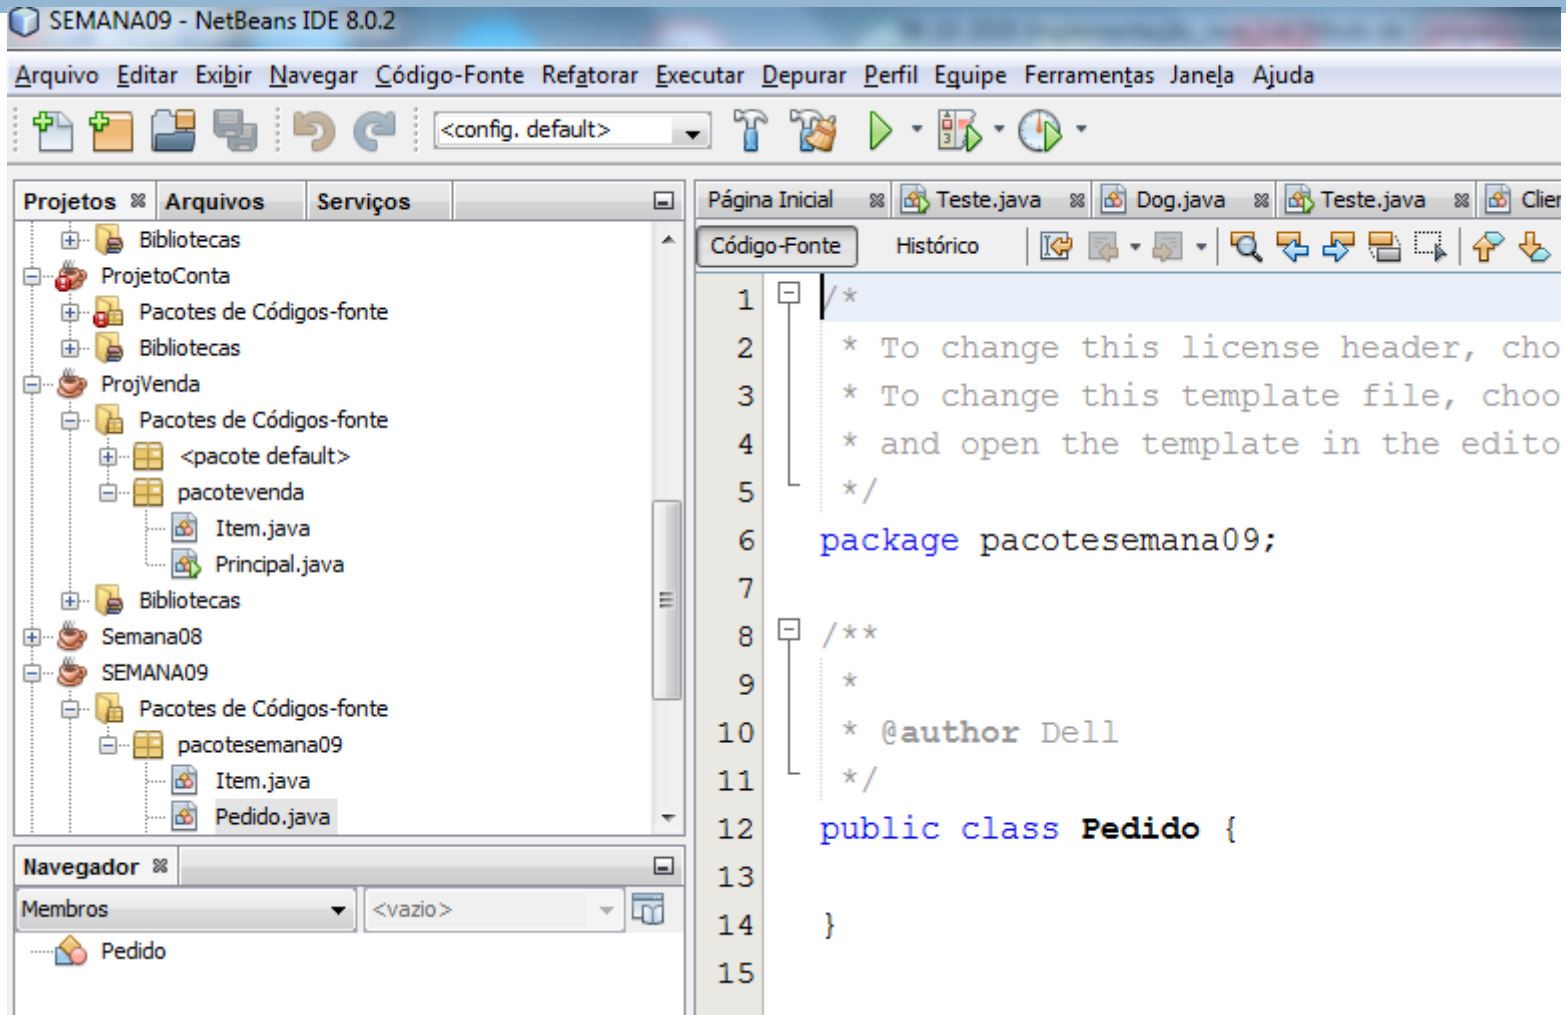 SEMANA09 - NetBeans IDE 8.0.2
Arquivo Editar Exibir Navegar Código-Fonte Refatorar Executar Depurar Perfil Equipe Ferramentas Janela Ajuda
<config. default>
Projetos Arquivos Serviços
Bibliotecas
ProjetoConta
Pacotes de Códigos-fonte
Bibliotecas
ProjVenda
Pacotes de Códigos-fonte
<pacote default>
pacotevenda
Item.java
Principal.java
Bibliotecas
Semana08
SEMANA09
Pacotes de Códigos-fonte
pacotesemana09
Item.java
Pedido.java
Navegador
Membros <vazio>
Pedido
Página Inicial Teste.java Dog.java Teste.java Clien
Código-Fonte Histórico
1 /*
2 * To change this license header, cho
3 * To change this template file, choo
4 * and open the template in the edito
5 */
6 package pacotesemana09;
7
8 /**
9 *
10 * @author Dell
11 */
12 public class Pedido {
13
14 }
15